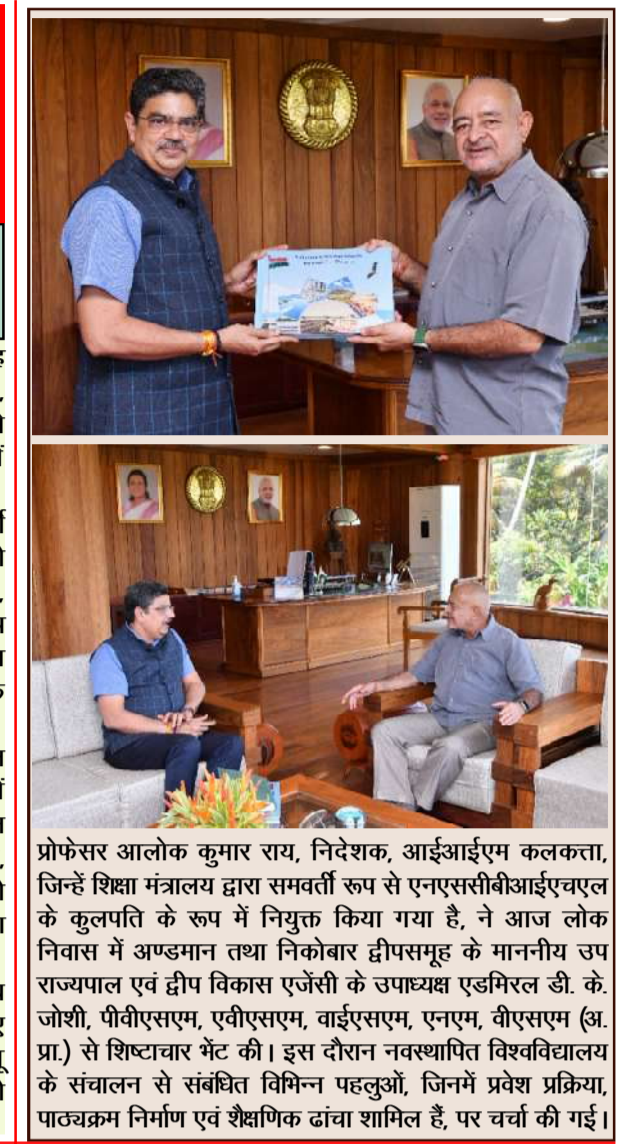 प्रोफेसर आलोक कुमार राय, निदेशक, आईआईएम कलकत्ता,
जिन्हें शिक्षा मंत्रालय द्वारा समवर्ती रूप से एनएससीबीआईएचएल
के कुलपति के रूप में नियुक्त किया गया है, ने आज लोक
निवास में अण्डमान तथा निकोबार द्वीपसमूह के माननीय उप
राज्यपाल एवं द्वीप विकास एजेंसी के उपाध्यक्ष एडमिरल डी. के.
जोशी, पीवीएसएम, एवीएसएम, वाईएसएम, एनएम, वीएसएम (अ.
प्रा.) से शिष्टाचार भेंट की। इस दौरान नवस्थापित विश्वविद्यालय
के संचालन से संबंधित विभिन्न पहलुओं, जिनमें प्रवेश प्रक्रिया,
पाठ्यक्रम निर्माण एवं शैक्षणिक ढांचा शामिल हैं, पर चर्चा की गई।